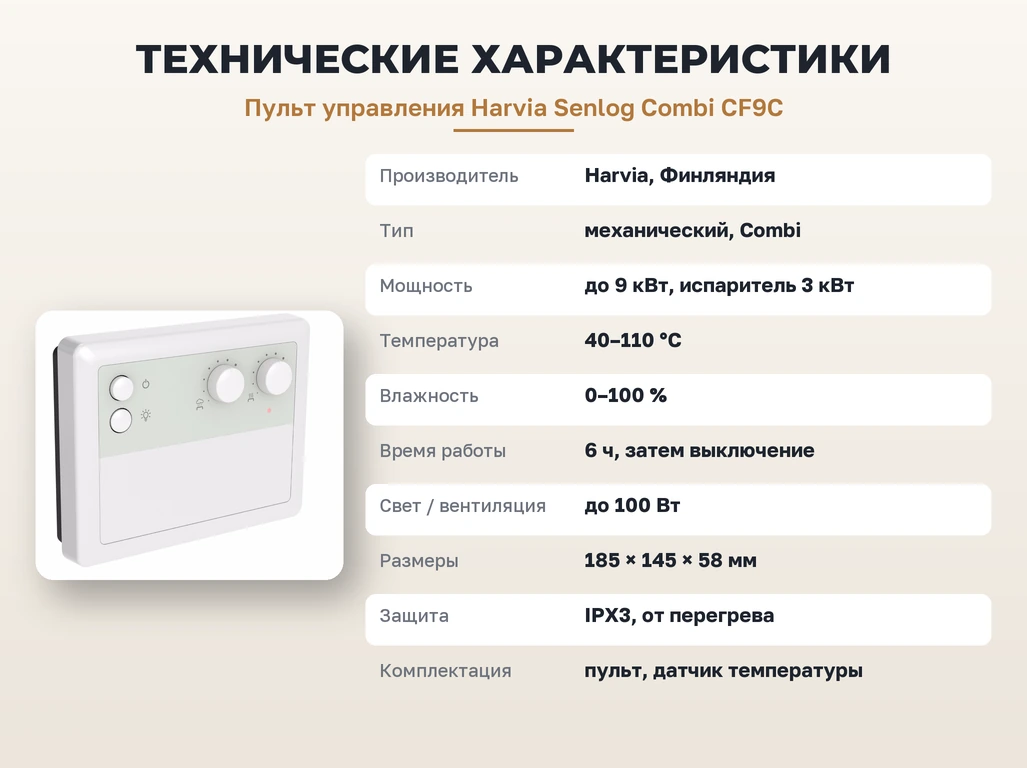 ТЕХНИЧЕСКИЕ ХАРАКТЕРИСТИКИ
Пульт управления Harvia Senlog Combi CF9C
Производитель Harvia, Финляндия
Тип механический, Combi
Мощность до 9 кВт, испаритель 3 кВт
Температура 40–110 °C
Влажность 0–100 %
Время работы 6 ч, затем выключение
Свет / вентиляция до 100 Вт
Размеры 185 × 145 × 58 мм
Защита IPX3, от перегрева
Комплектация пульт, датчик температуры